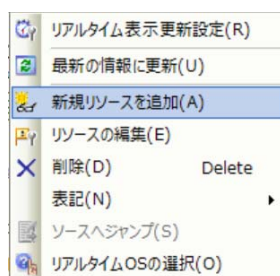 リアルタイム表示更新設定(R)
最新の情報に更新(U)
新規リソースを追加(A)
リソースの編集(E)
削除(D) Delete
表記(N)
ソースへジャンプ(S)
リアルタイムOSの選択(O)